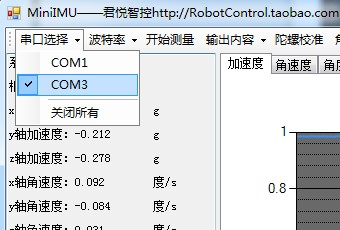 MiniIMU——君悦智控http://RobotControl.taobao.com
串口选择 波特率 开始测量 输出内容 陀螺校准
COM1
COM3
关闭所有
加速度 角速度
y轴加速度: -0.212 g
z轴加速度: -0.278 g
x轴角速度: 0.092 度/s
y轴角速度: -0.084 度/s
1
0.8